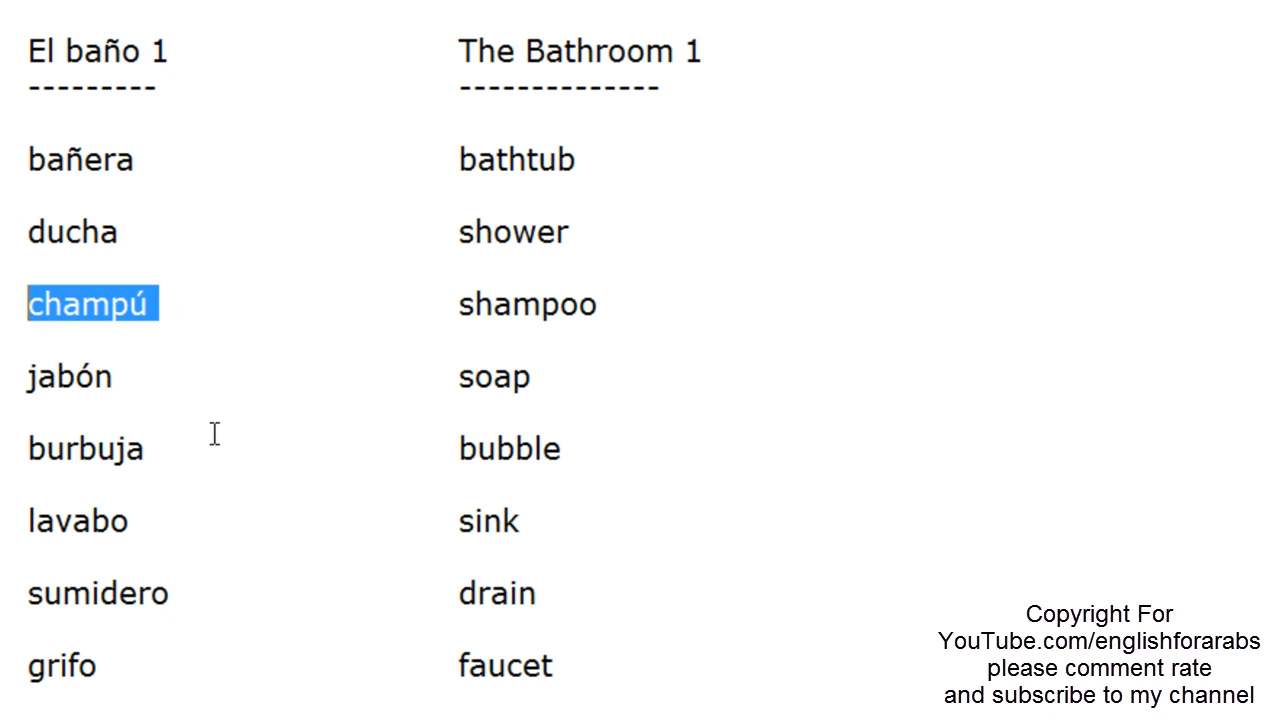 El baño 1 The Bathroom 1
--------- --------------
bañera bathtub
ducha shower
champú shampoo
jabón soap
burbuja bubble
lavabo sink
sumidero drain
grifo faucet
Copyright For
YouTube.com/englishforarabs
please comment rate
and subscribe to my channel